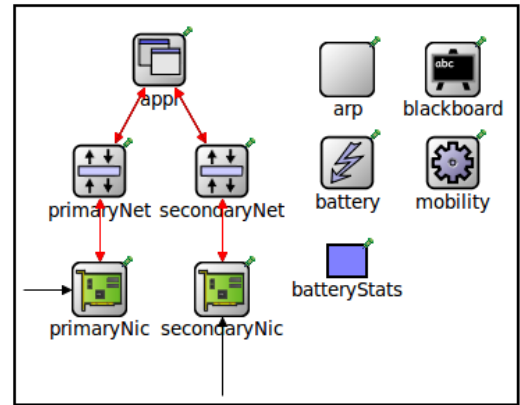 appl
arp
abc
blackboard
primaryNet
secondaryNet
battery
mobility
batteryStats
primaryNic
secondaryNic